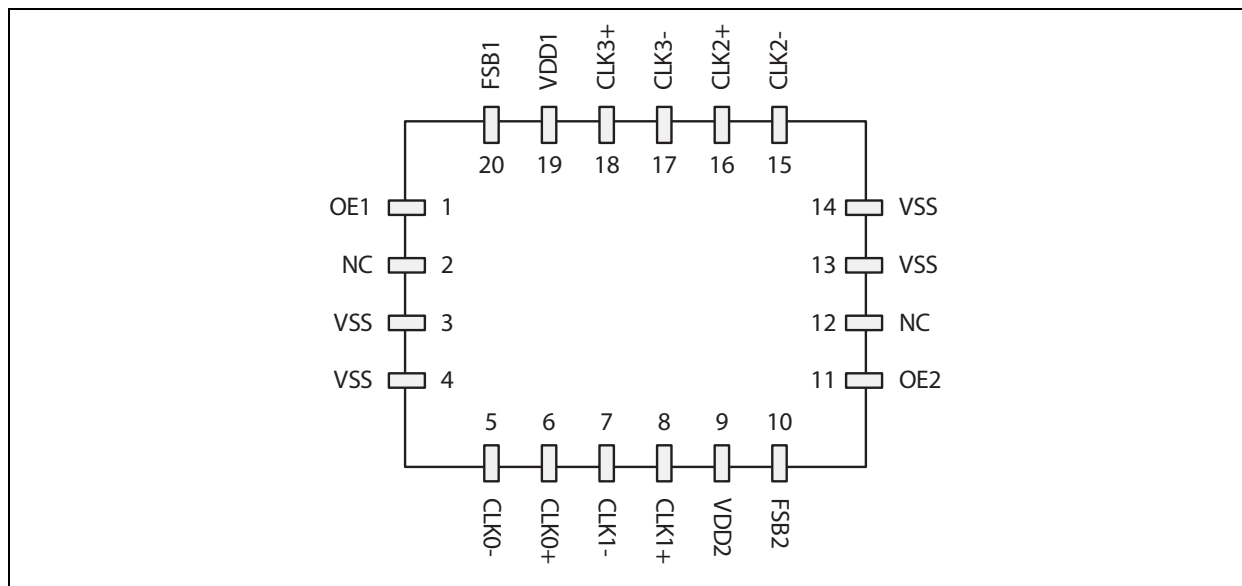 FSB1 VDD1 CLK3+ CLK3- CLK2+ CLK2-
20 19 18 17 16 15
OE1 1 14 VSS
NC 2 13 VSS
VSS 3 12 NC
VSS 4 11 OE2
5 6 7 8 9 10
CLK0- CLK0+ CLK1- CLK1+ VDD2 FSB2